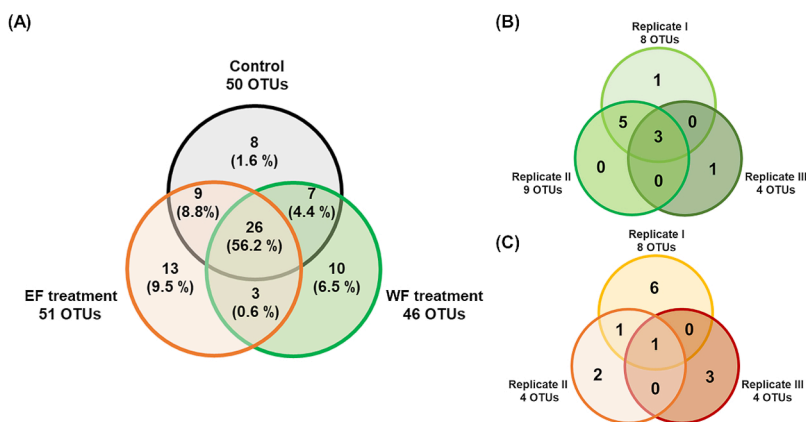 (A)
Control
50 OTUs
8
(1.6 %)
9
(8.8%)
7
(4.4 %)
26
(56.2 %)
13
(9.5 %)
10
(6.5 %)
3
(0.6 %)
EF treatment
51 OTUs
WF treatment
46 OTUs
(B)
Replicate I
8 OTUs
1
5
0
3
0
0
1
Replicate II
9 OTUs
Replicate III
4 OTUs
(C)
Replicate I
8 OTUs
6
1
0
1
2
0
3
Replicate II
4 OTUs
Replicate III
4 OTUs